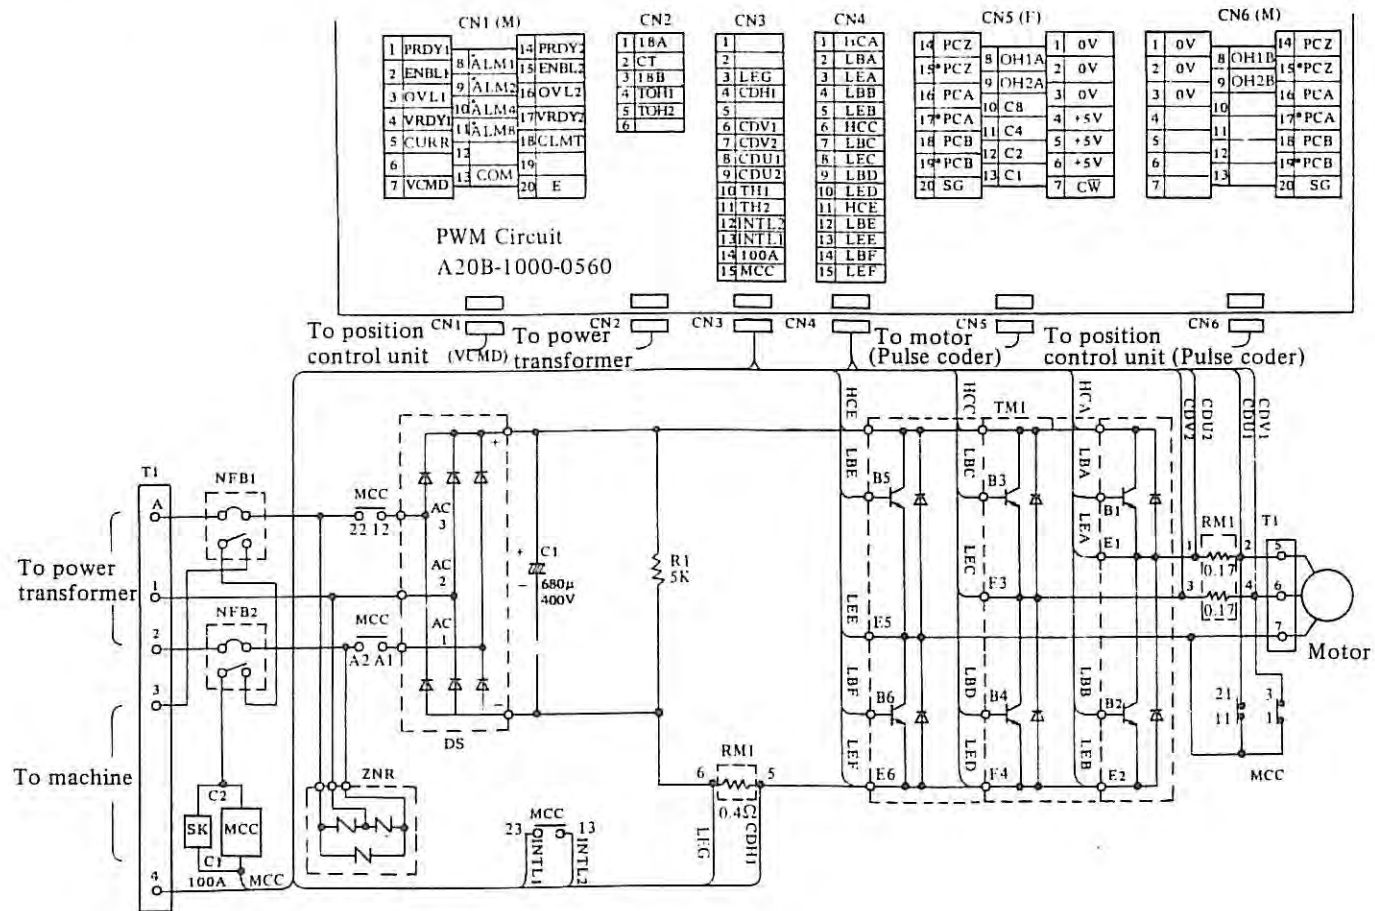 CN1 (M)
1 PRDY1
2 ENBL1
3 OVL1
4 VRDY1
5 CURR
6
7 VCMD
8 *ALM1
9 *ALM2
10 *ALM4
11 *ALM8
12
13 COM
14 PRDY2
15 ENBL2
16 OVL2
17 VRDY2
18 CLMT
19
20 E
CN2
1 18A
2 CT
3 18B
4 TOH1
5 TOH2
6
CN3
1
2
3 LEG
4 CDH1
5
6 CDV1
7 CDV2
8 CDU1
9 CDU2
10 TH1
11 TH2
12 INTL2
13 INTL1
14 100A
15 MCC
CN4
1 HCA
2 LBA
3 LEA
4 LBB
5 LEB
6 HCC
7 LBC
8 LEC
9 LBD
10 LED
11 HCE
12 LBE
13 LEE
14 LBF
15 LEF
CN5 (F)
14 PCZ
15 *PCZ
16 PCA
17 *PCA
18 PCB
19 *PCB
20 SG
8 OH1A
9 OH2A
10 C8
11 C4
12 C2
13 C1
1 0V
2 0V
3 0V
4 +5V
5 +5V
6 +5V
7 CW
CN6 (M)
1 0V
2 0V
3 0V
4
5
6
7
8 OH1B
9 OH2B
10
11
12
13
14 PCZ
15 *PCZ
16 PCA
17 *PCA
18 PCB
19 *PCB
20 SG
PWM Circuit
A20B-1000-0560
CN1
CN2
CN3
CN4
CN5
CN6
To position
control unit (VCMD)
To power
transformer
To motor
(Pulse coder)
To position
control unit (Pulse coder)
HCE
LBE
LEE
LBF
LEF
HCC
LBC
LEC
LBD
LED
HCA
LBA
LEA
LBB
LEB
CDV2
CDU2
CDU1
CDV1
TM1
B5
B3
B1
E1
F3
E5
B6
B4
B2
E6
F4
E2
T1
A
1
2
3
4
NFB1
NFB2
MCC
22 12
MCC
A2 A1
AC
3
AC
2
AC
1
+
−
DS
+
−
C1
680μ
400V
R1
5K
RM1
1
2
0.17
3
4
0.17
T1
5
6
7
Motor
21
11
3
1
MCC
To power
transformer
To machine
C2
SK
MCC
C1
100A
MCC
ZNR
MCC
23
13
INTL1
INTL2
RM1
6
5
0.4Ω
LEG
CDH1